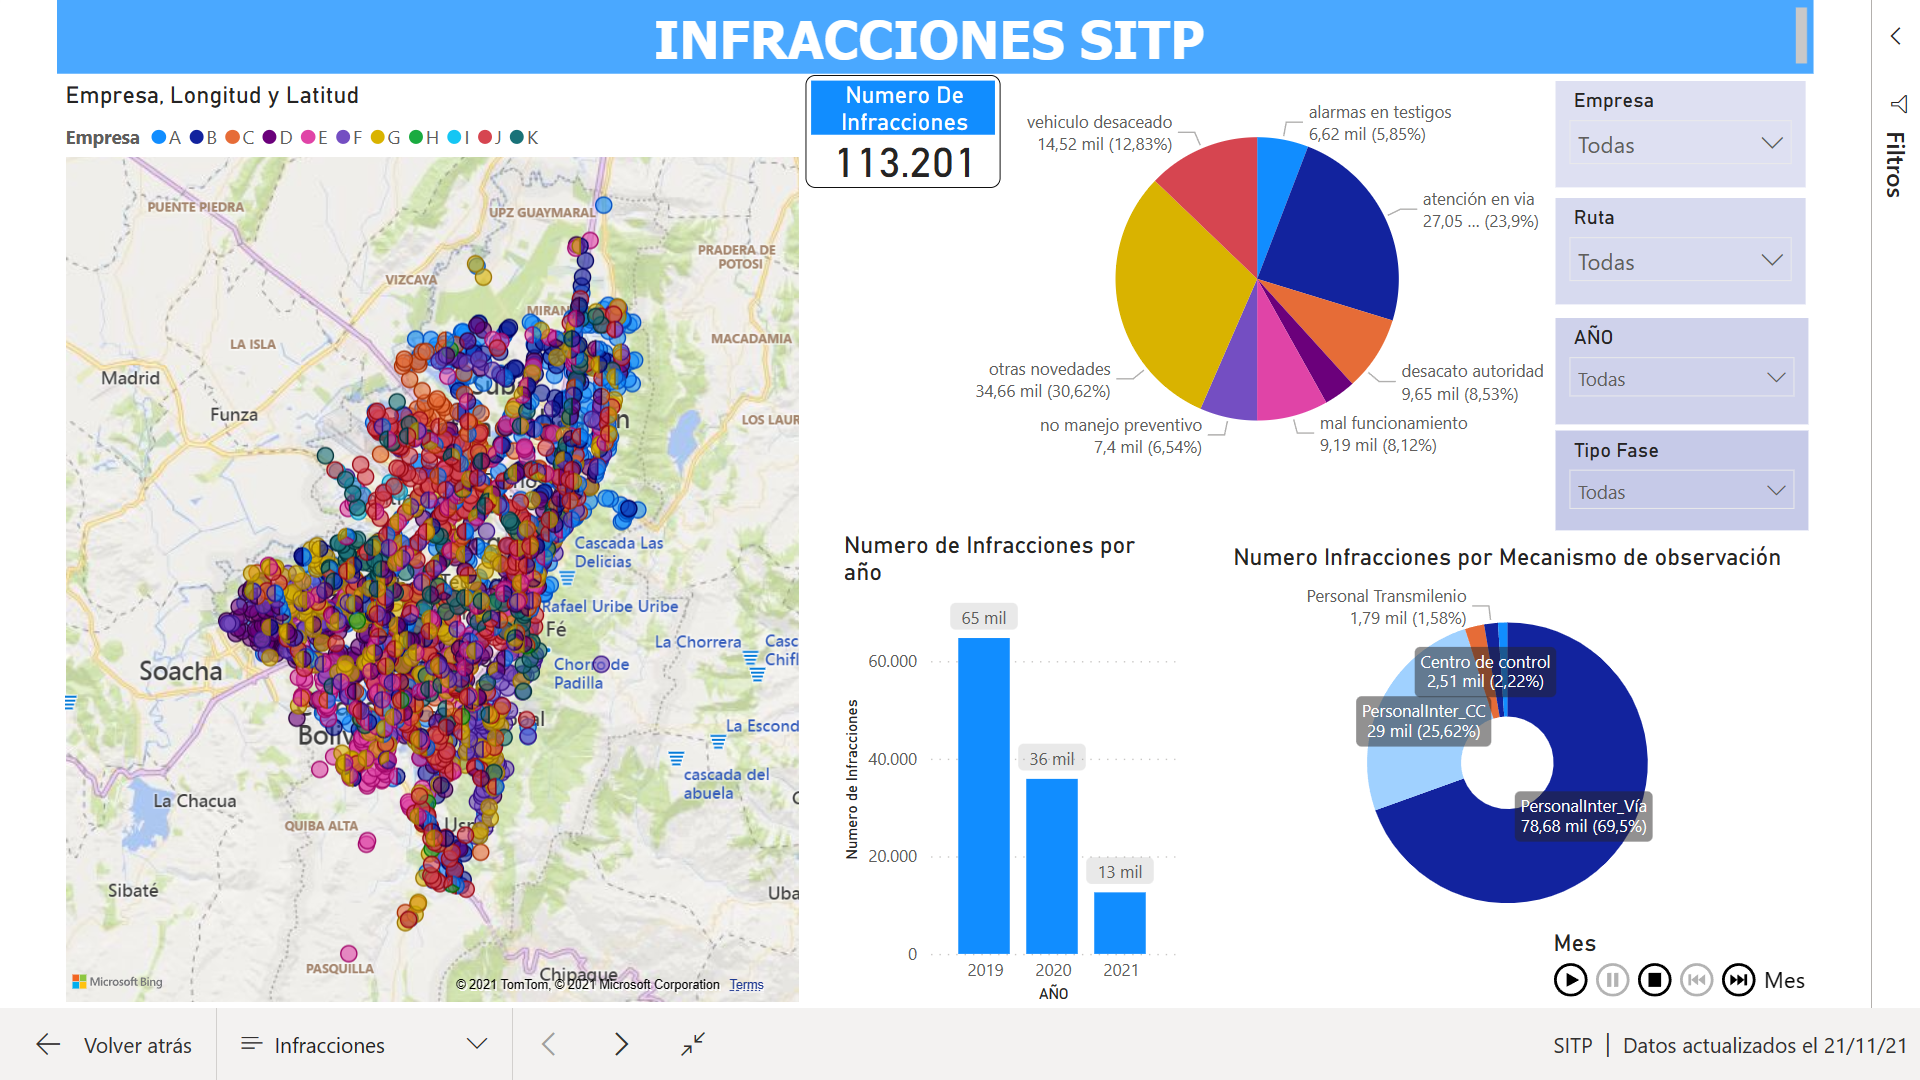 INFRACCIONES SITP
Empresa, Longitud y Latitud
Empresa A B C D E F G H I J K
PUENTE PIEDRA
UPZ GUAYMARAL
PRADERA DE
POTOSI
VIZCAYA
LA ISLA
MACADAMIA
Madrid
Funza
Cascada Las
Delicias
Rafael Uribe Uribe
Fé
La Chorrera
Chorro de
Padilla
Soacha
La Escond
cascada del
abuela
La Chacua
QUIBA ALTA
Sibaté
PASQUILLA
Chipaque
Microsoft Bing
© 2021 TomTom, © 2021 Microsoft Corporation Terms
Numero De
Infracciones
113.201
vehiculo desaceado
14,52 mil (12,83%)
alarmas en testigos
6,62 mil (5,85%)
atención en via
27,05 ... (23,9%)
otras novedades
34,66 mil (30,62%)
desacato autoridad
9,65 mil (8,53%)
no manejo preventivo
7,4 mil (6,54%)
mal funcionamiento
9,19 mil (8,12%)
Empresa
Todas
Ruta
Todas
AÑO
Todas
Tipo Fase
Todas
Filtros
Numero de Infracciones por
año
65 mil
36 mil
13 mil
60.000
40.000
20.000
0
Numero de Infracciones
2019 2020 2021
AÑO
Numero Infracciones por Mecanismo de observación
Personal Transmilenio
1,79 mil (1,58%)
Centro de control
2,51 mil (2,22%)
PersonalInter_CC
29 mil (25,62%)
PersonalInter_Vía
78,68 mil (69,5%)
Mes
Mes
Volver atrás
Infracciones
SITP | Datos actualizados el 21/11/21